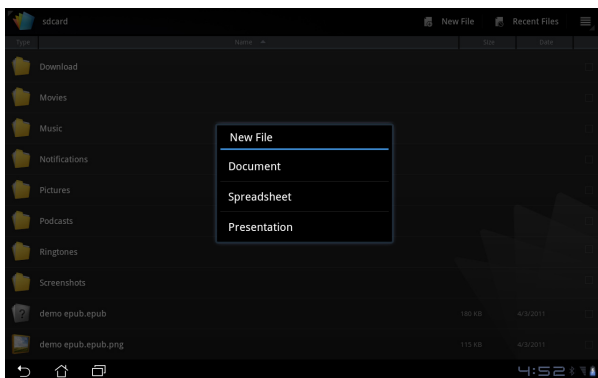 sdcard
New File
Recent Files
Type
Name
Size
Date
Download
Movies
Music
Notifications
Pictures
Podcasts
Ringtones
Screenshots
demo epub.epub
180 KB
4/3/2011
demo epub.epub.png
115 KB
4/3/2011
New File
Document
Spreadsheet
Presentation
4:52